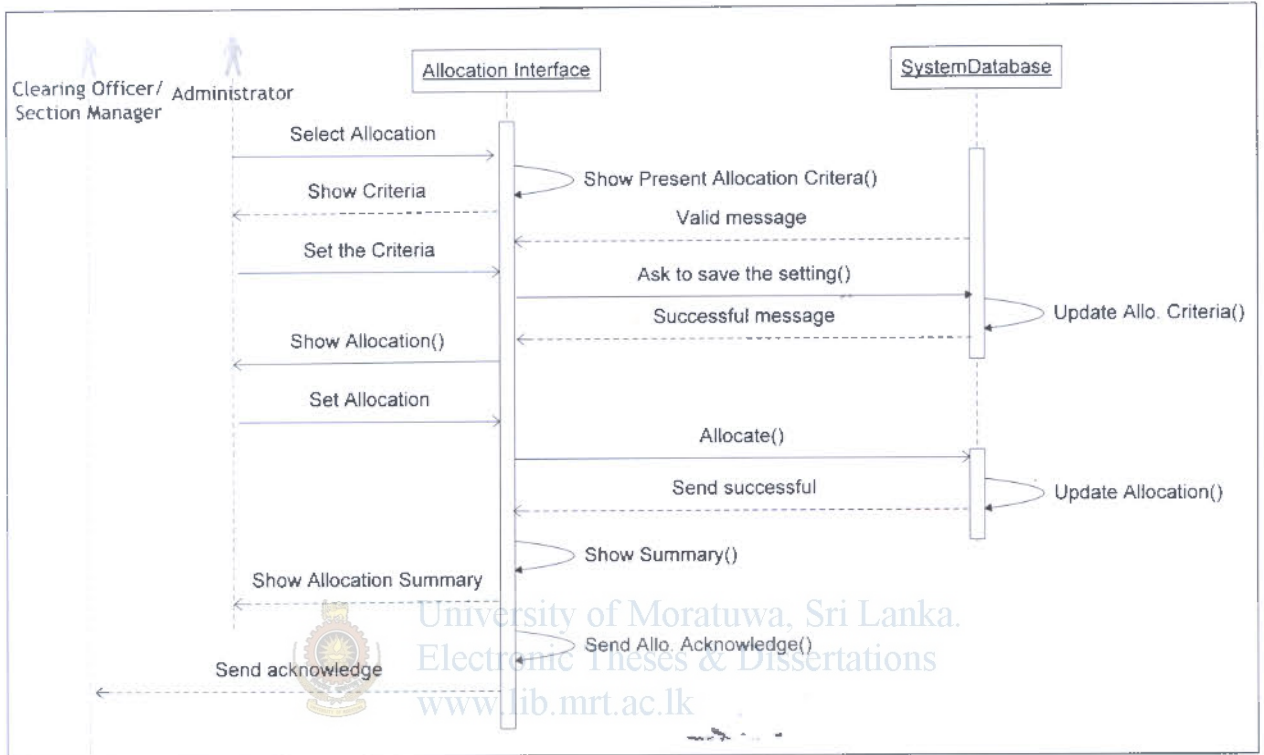 Clearing Officer/
Section Manager
Administrator
Allocation Interface
SystemDatabase
Select Allocation
Show Present Allocation Critera()
Show Criteria
Valid message
Set the Criteria
Ask to save the setting()
Update Allo. Criteria()
Successful message
Show Allocation()
Set Allocation
Allocate()
Send successful
Update Allocation()
Show Summary()
Show Allocation Summary
University of Moratuwa, Sri Lanka.
Send Allo. Acknowledge()
Electronic Theses & Dissertations
Send acknowledge
www.lib.mrt.ac.lk